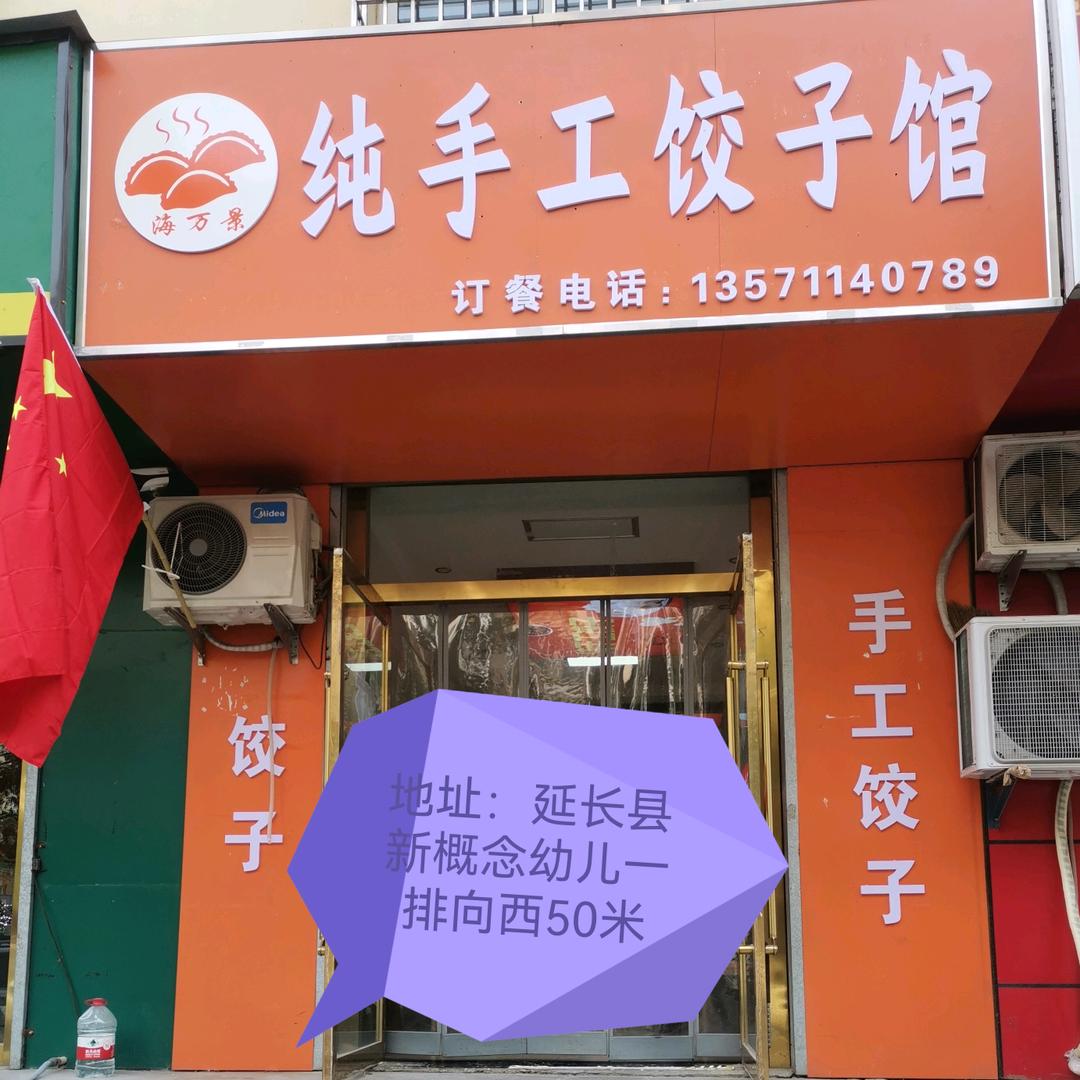 纯手工饺子馆
海万景
订餐电话:13571140789
Midea
饺子
手工饺子
地址:延长县
新概念幼儿一
排向西50米